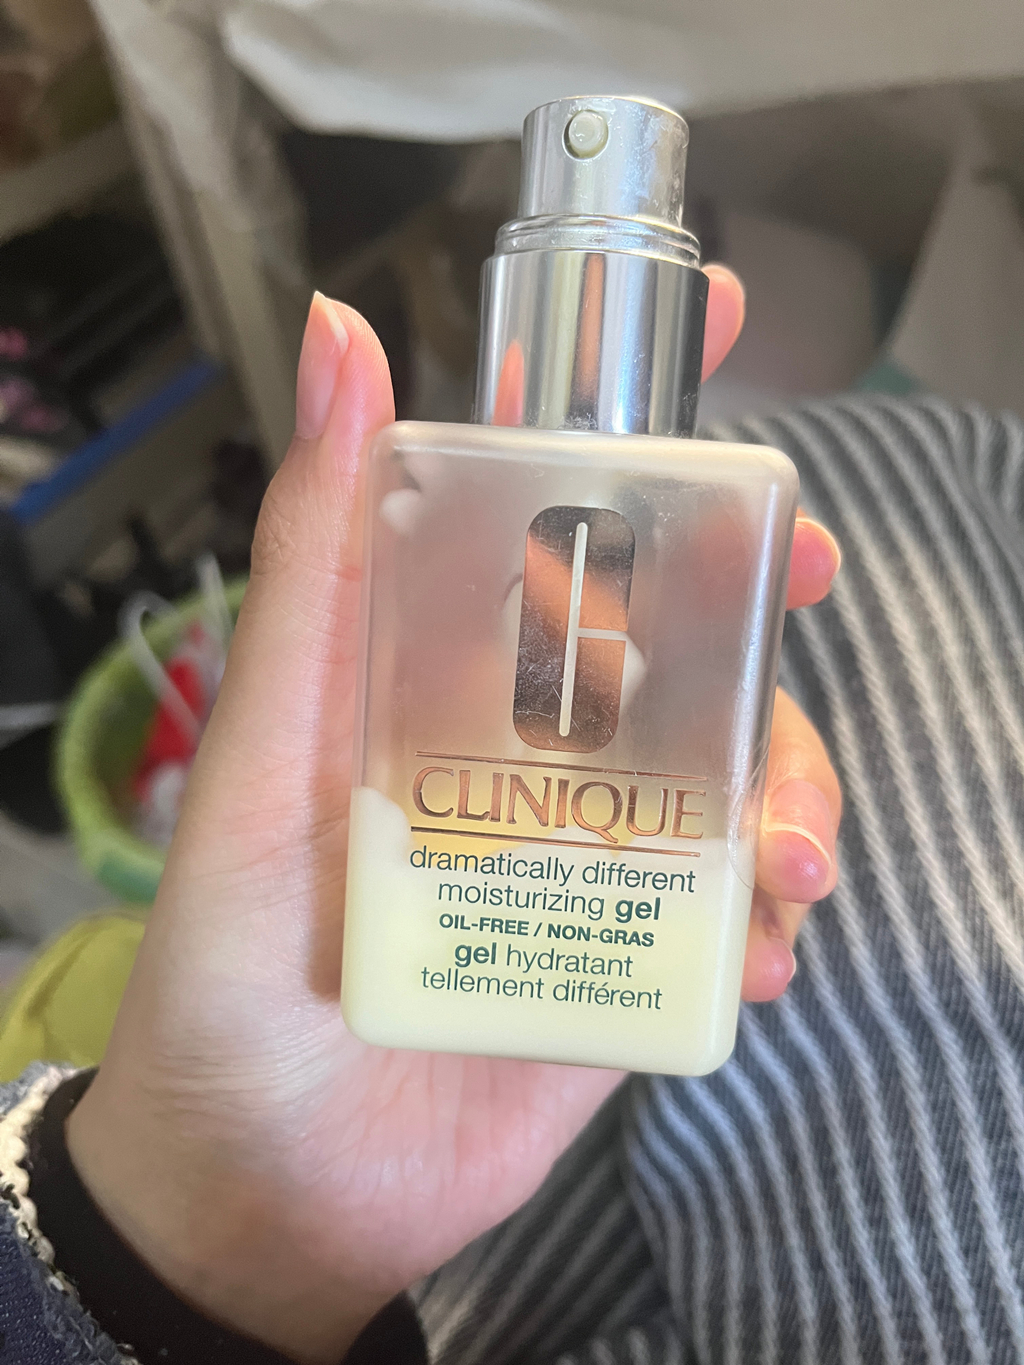 CLINIQUE
dramatically different
moisturizing gel
OIL-FREE / NON-GRAS
gel hydratant
tellement différent